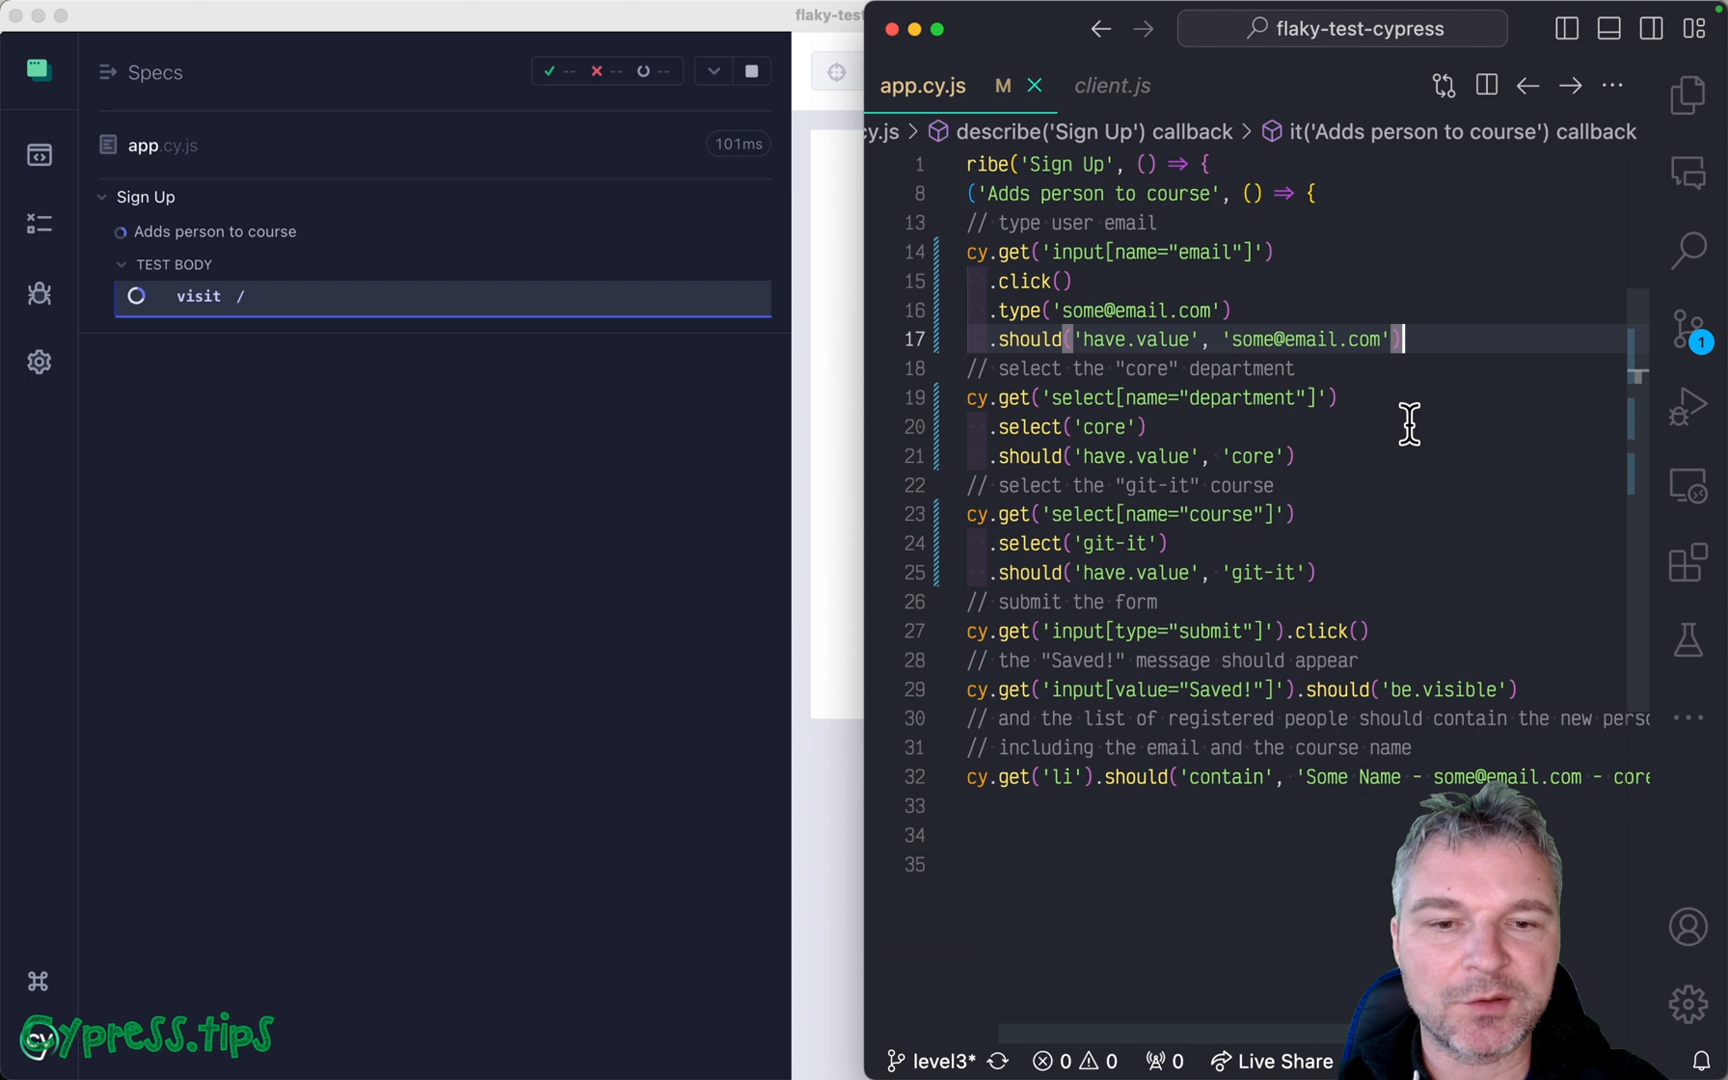 flaky-tes
flaky-test-cypress
Specs
--
--
--
app.cy.js
M
client.js
app.cy.js
101ms
cy.js > describe('Sign Up') callback > it('Adds person to course') callback
Sign Up
Adds person to course
TEST BODY
visit /
1 ribe('Sign Up', () => {
8 ('Adds person to course', () => {
13 // type user email
14 cy.get('input[name="email"]')
15 .click()
16 .type('some@email.com')
17 .should('have.value', 'some@email.com')
18 // select the "core" department
19 cy.get('select[name="department"]')
20 .select('core')
21 .should('have.value', 'core')
22 // select the "git-it" course
23 cy.get('select[name="course"]')
24 .select('git-it')
25 .should('have.value', 'git-it')
26 // submit the form
27 cy.get('input[type="submit"]').click()
28 // the "Saved!" message should appear
29 cy.get('input[value="Saved!"]').should('be.visible')
30 // and the list of registered people should contain the new perso
31 // including the email and the course name
32 cy.get('li').should('contain', 'Some Name - some@email.com - core
33
34
35
1
cy
Cypress.tips
level3* 0 0 0 Live Share